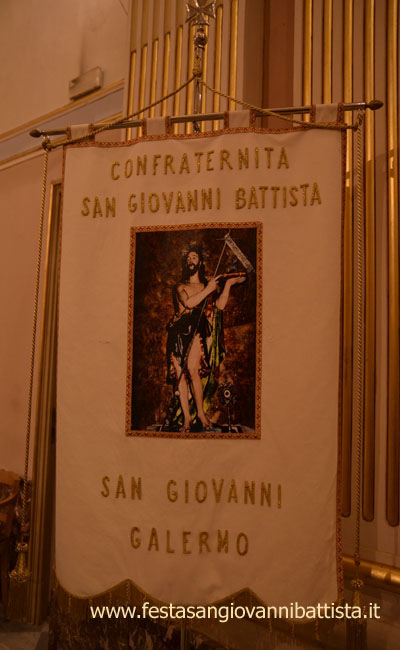 CONFRATERNITA
SAN GIOVANNI BATTISTA
SAN GIOVANNI
GALERMO
www.festasangiovannibattista.it